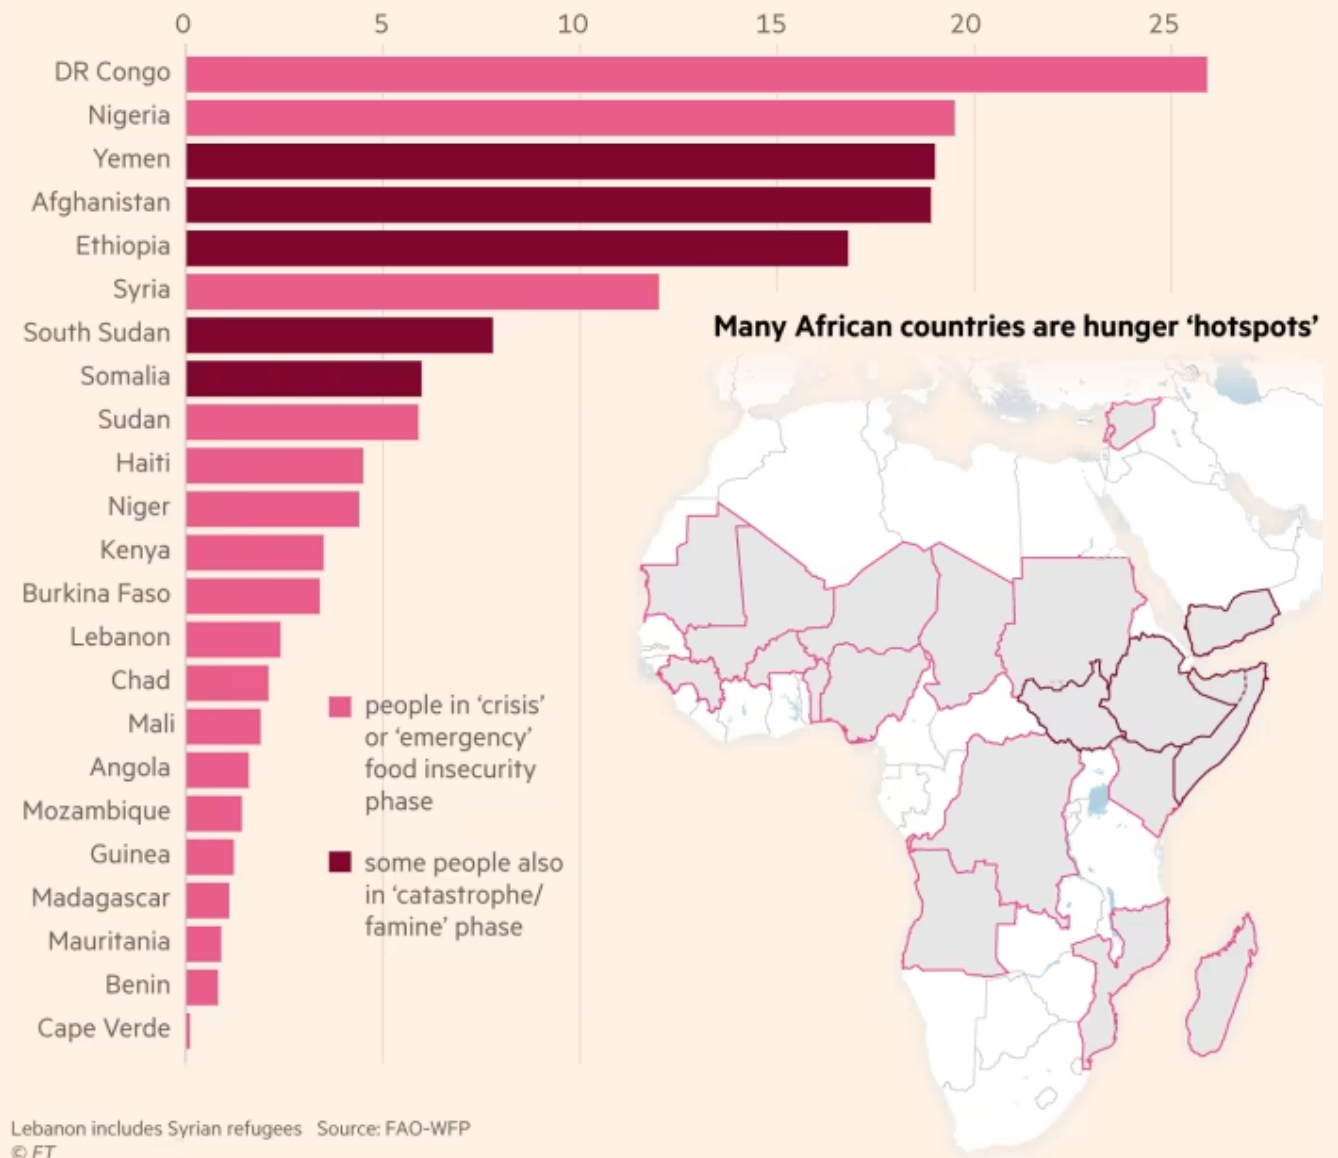 0 5 10 15 20 25
DR Congo
Nigeria
Yemen
Afghanistan
Ethiopia
Syria
South Sudan
Somalia
Sudan
Haiti
Niger
Kenya
Burkina Faso
Lebanon
Chad
Mali
Angola
Mozambique
Guinea
Madagascar
Mauritania
Benin
Cape Verde
people in ‘crisis’
or ‘emergency’
food insecurity
phase
some people also
in ‘catastrophe/
famine’ phase
Many African countries are hunger ‘hotspots’
Lebanon includes Syrian refugees Source: FAO-WFP
© FT